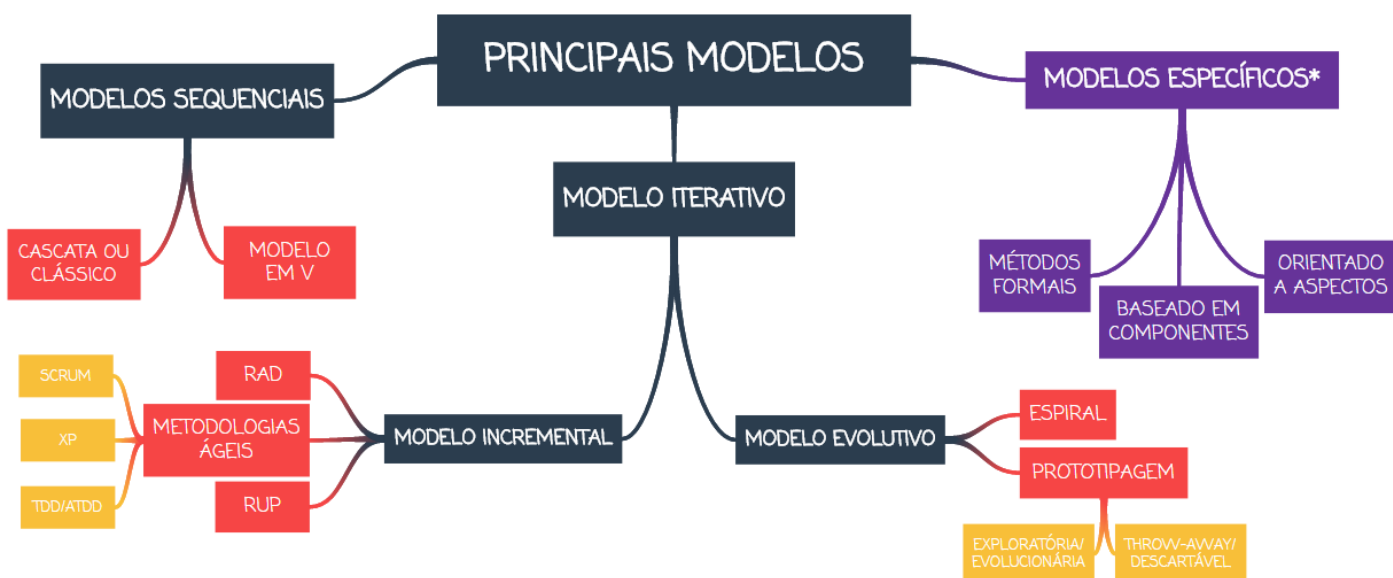 PRINCIPAIS MODELOS
MODELOS SEQUENCIAIS
MODELOS ESPECÍFICOS*
MODELO ITERATIVO
CASCATA OU
CLÁSSICO
MODELO
EM V
MÉTODOS
FORMAIS
BASEADO EM
COMPONENTES
ORIENTADO
A ASPECTOS
SCRUM
XP
TDD/ATDD
METODOLOGIAS
ÁGEIS
RAD
RUP
MODELO INCREMENTAL
MODELO EVOLUTIVO
ESPIRAL
PROTOTIPAGEM
EXPLORATÓRIA/
EVOLUCIONÁRIA
THROW-AWAY/
DESCARTÁVEL